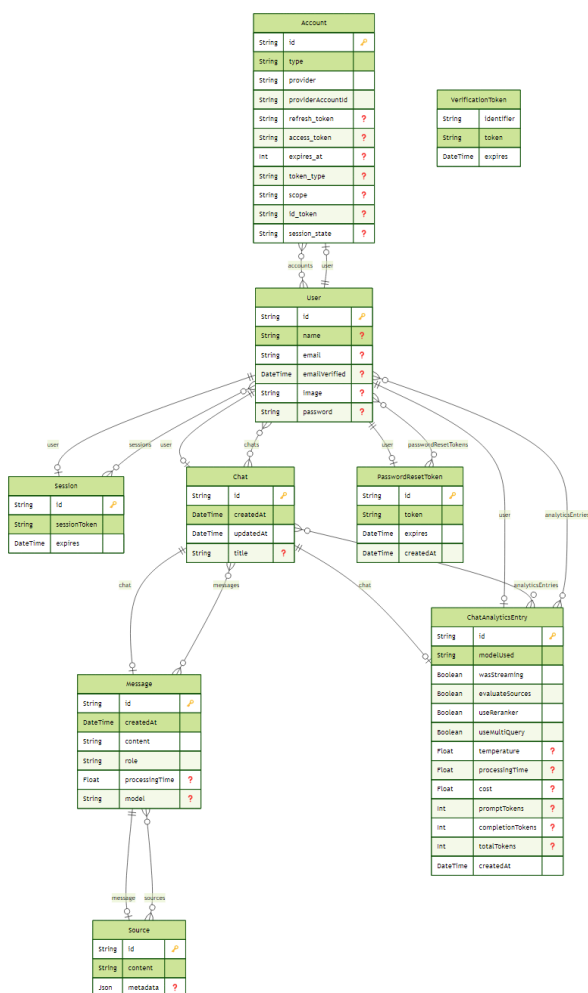 Account
String id
String type
String provider
String providerAccountId
String refresh_token ?
String access_token ?
Int expires_at ?
String token_type ?
String scope ?
String id_token ?
String session_state ?
VerificationToken
String identifier
String token
DateTime expires
accounts user
User
String id
String name ?
String email ?
DateTime emailVerified ?
String image ?
String password ?
user sessions user chats user passwordResetTokens
user
analyticsEntries
Session
String id
String sessionToken
DateTime expires
Chat
String id
DateTime createdAt
DateTime updatedAt
String title ?
PasswordResetToken
String id
String token
DateTime expires
DateTime createdAt
chat messages chat analyticsEntries
ChatAnalyticsEntry
String id
String modelUsed
Boolean wasStreaming
Boolean evaluateSources
Boolean useReranker
Boolean useMultiQuery
Float temperature ?
Float processingTime ?
Float cost ?
Int promptTokens ?
Int completionTokens ?
Int totalTokens ?
DateTime createdAt
Message
String id
DateTime createdAt
String content
String role
Float processingTime ?
String model ?
message sources
Source
String id
String content
Json metadata ?